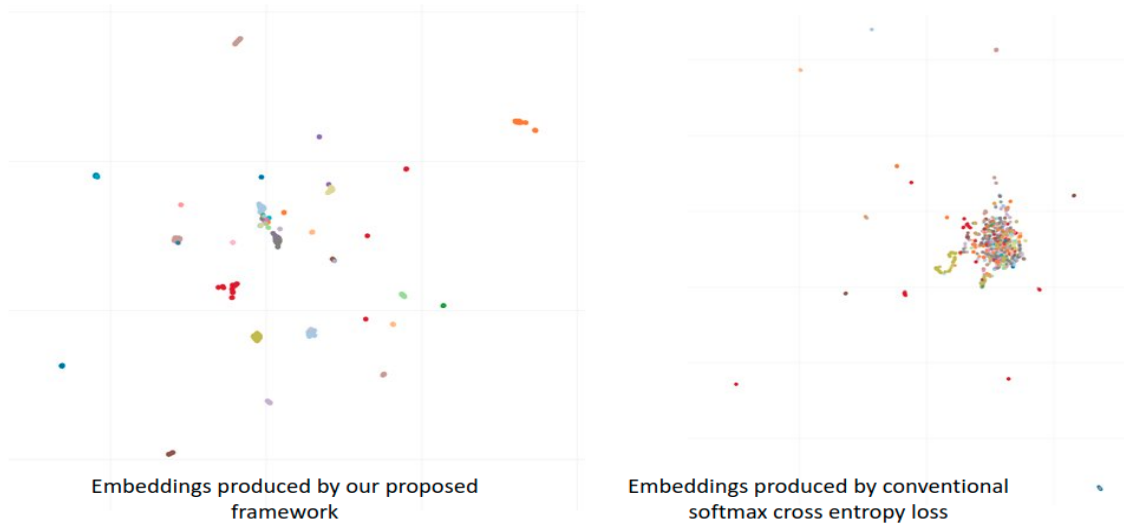 Embeddings produced by our proposed
framework
Embeddings produced by conventional
softmax cross entropy loss